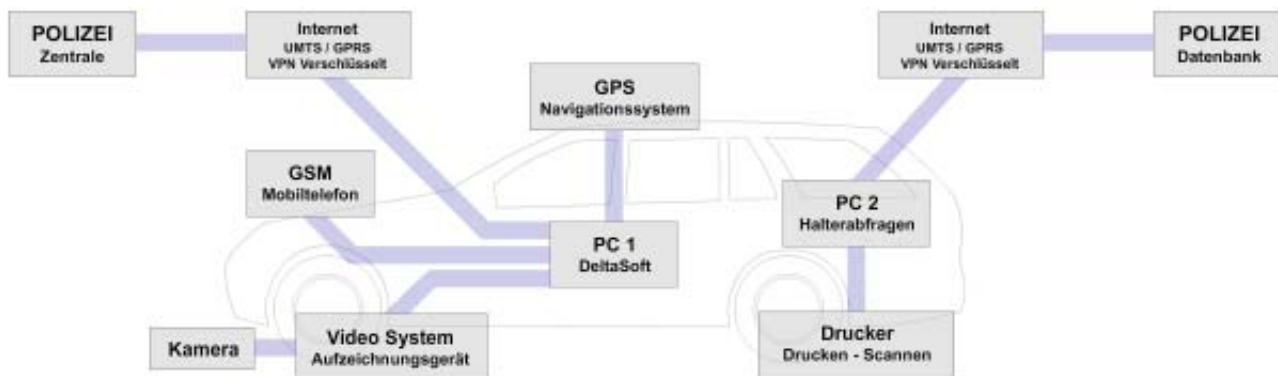 POLIZEI
Zentrale
Internet
UMTS / GPRS
VPN Verschlüsselt
Internet
UMTS / GPRS
VPN Verschlüsselt
POLIZEI
Datenbank
GPS
Navigationssystem
GSM
Mobiltelefon
PC 1
DeltaSoft
PC 2
Halterabfragen
Kamera
Video System
Aufzeichnungsgerät
Drucker
Drucken - Scannen